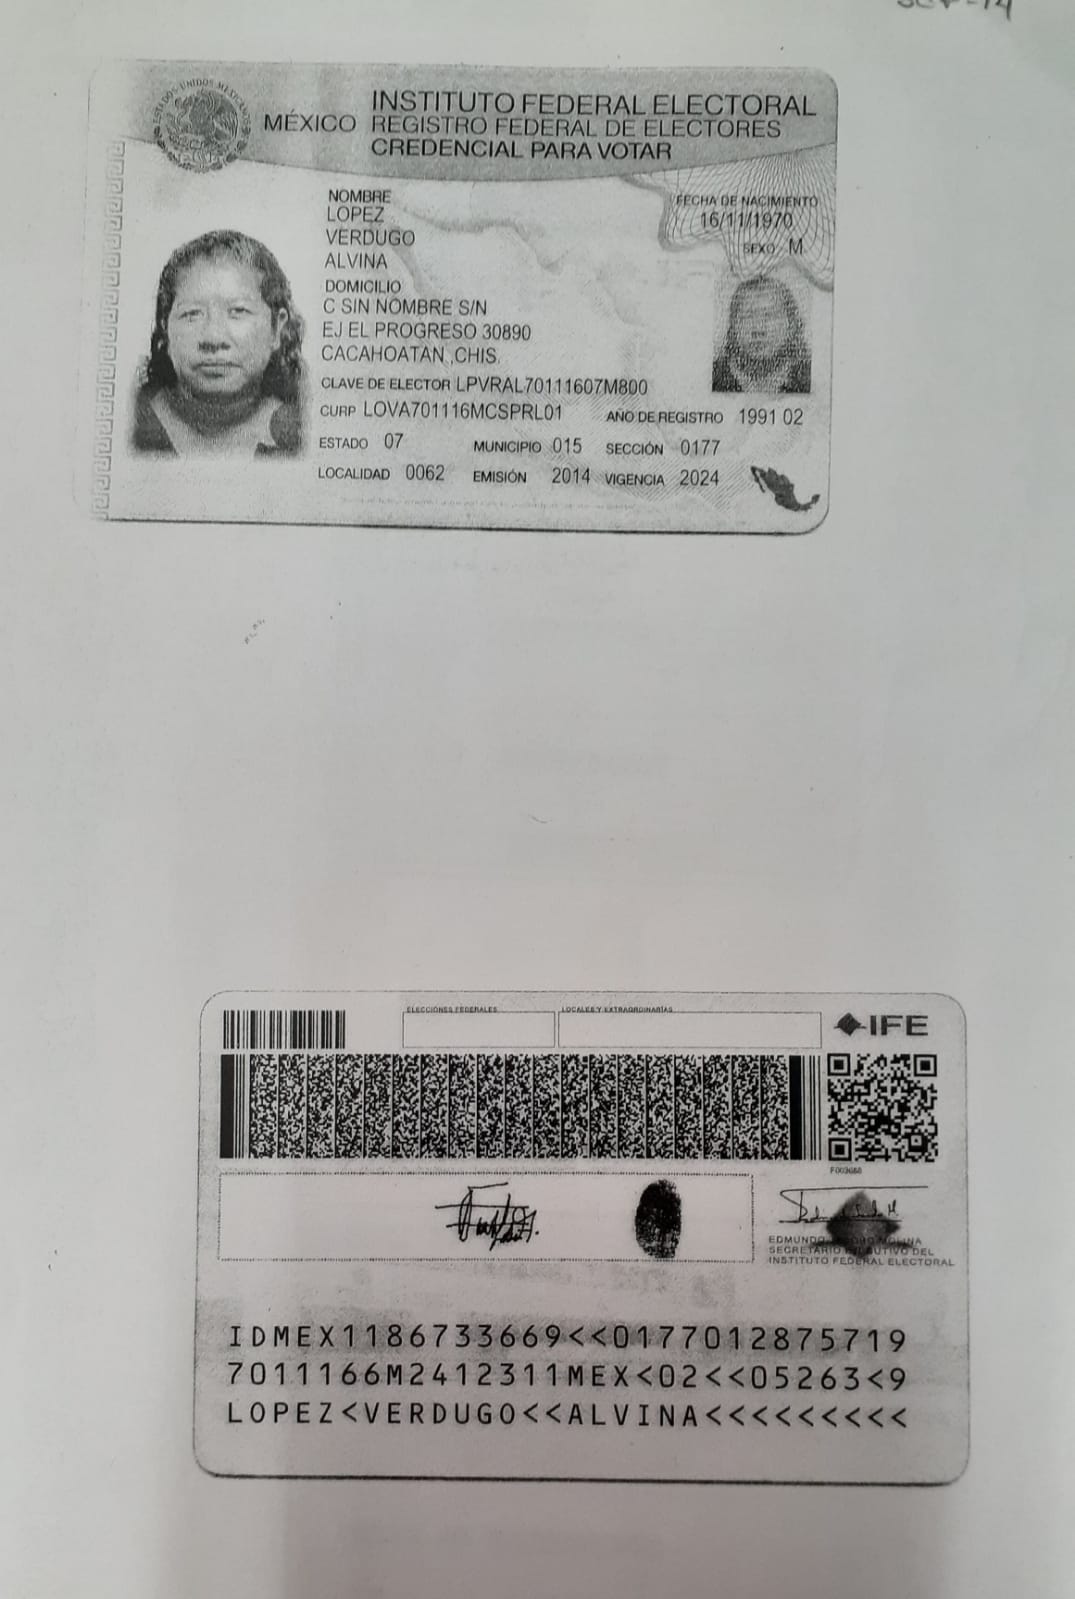 ESTADOS UNIDOS MEXICANOS
MÉXICO
INSTITUTO FEDERAL ELECTORAL
REGISTRO FEDERAL DE ELECTORES
CREDENCIAL PARA VOTAR
NOMBRE
LOPEZ
VERDUGO
ALVINA
FECHA DE NACIMIENTO
16/11/1970
SEXO M
DOMICILIO
C SIN NOMBRE S/N
EJ EL PROGRESO 30890
CACAHOATAN ,CHIS.
CLAVE DE ELECTOR LPVRAL70111607M800
CURP LOVA701116MCSPRL01 AÑO DE REGISTRO 1991 02
ESTADO 07 MUNICIPIO 015 SECCIÓN 0177
LOCALIDAD 0062 EMISIÓN 2014 VIGENCIA 2024
ELECCIONES FEDERALES LOCALES Y EXTRAORDINARIAS
IFE
EDMUNDO MOLINA
SECRETARIO EJECUTIVO DEL
INSTITUTO FEDERAL ELECTORAL
IDMEX1186733669<<0177012875719
7011166M2412311MEX<02<<05263<9
LOPEZ<VERDUGO<<ALVINA<<<<<<<<<